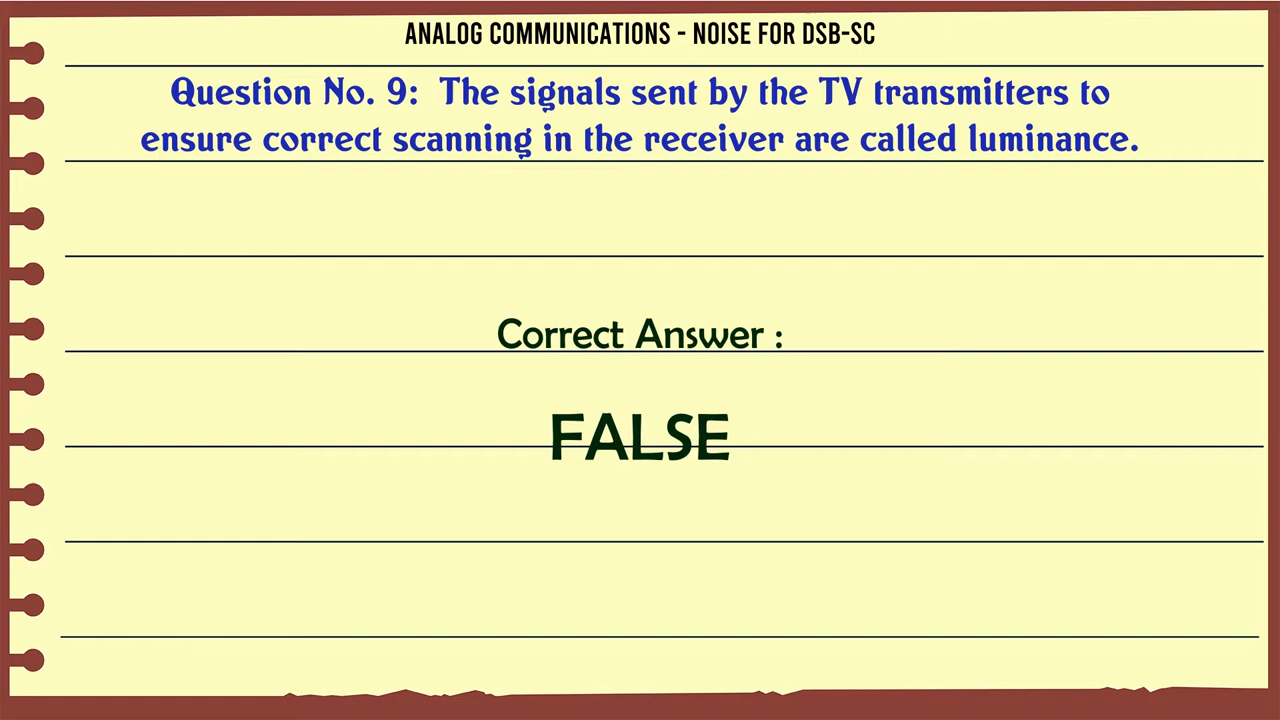 ANALOG COMMUNICATIONS - NOISE FOR DSB-SC
Question No. 9: The signals sent by the TV transmitters to
ensure correct scanning in the receiver are called luminance.
Correct Answer :
FALSE